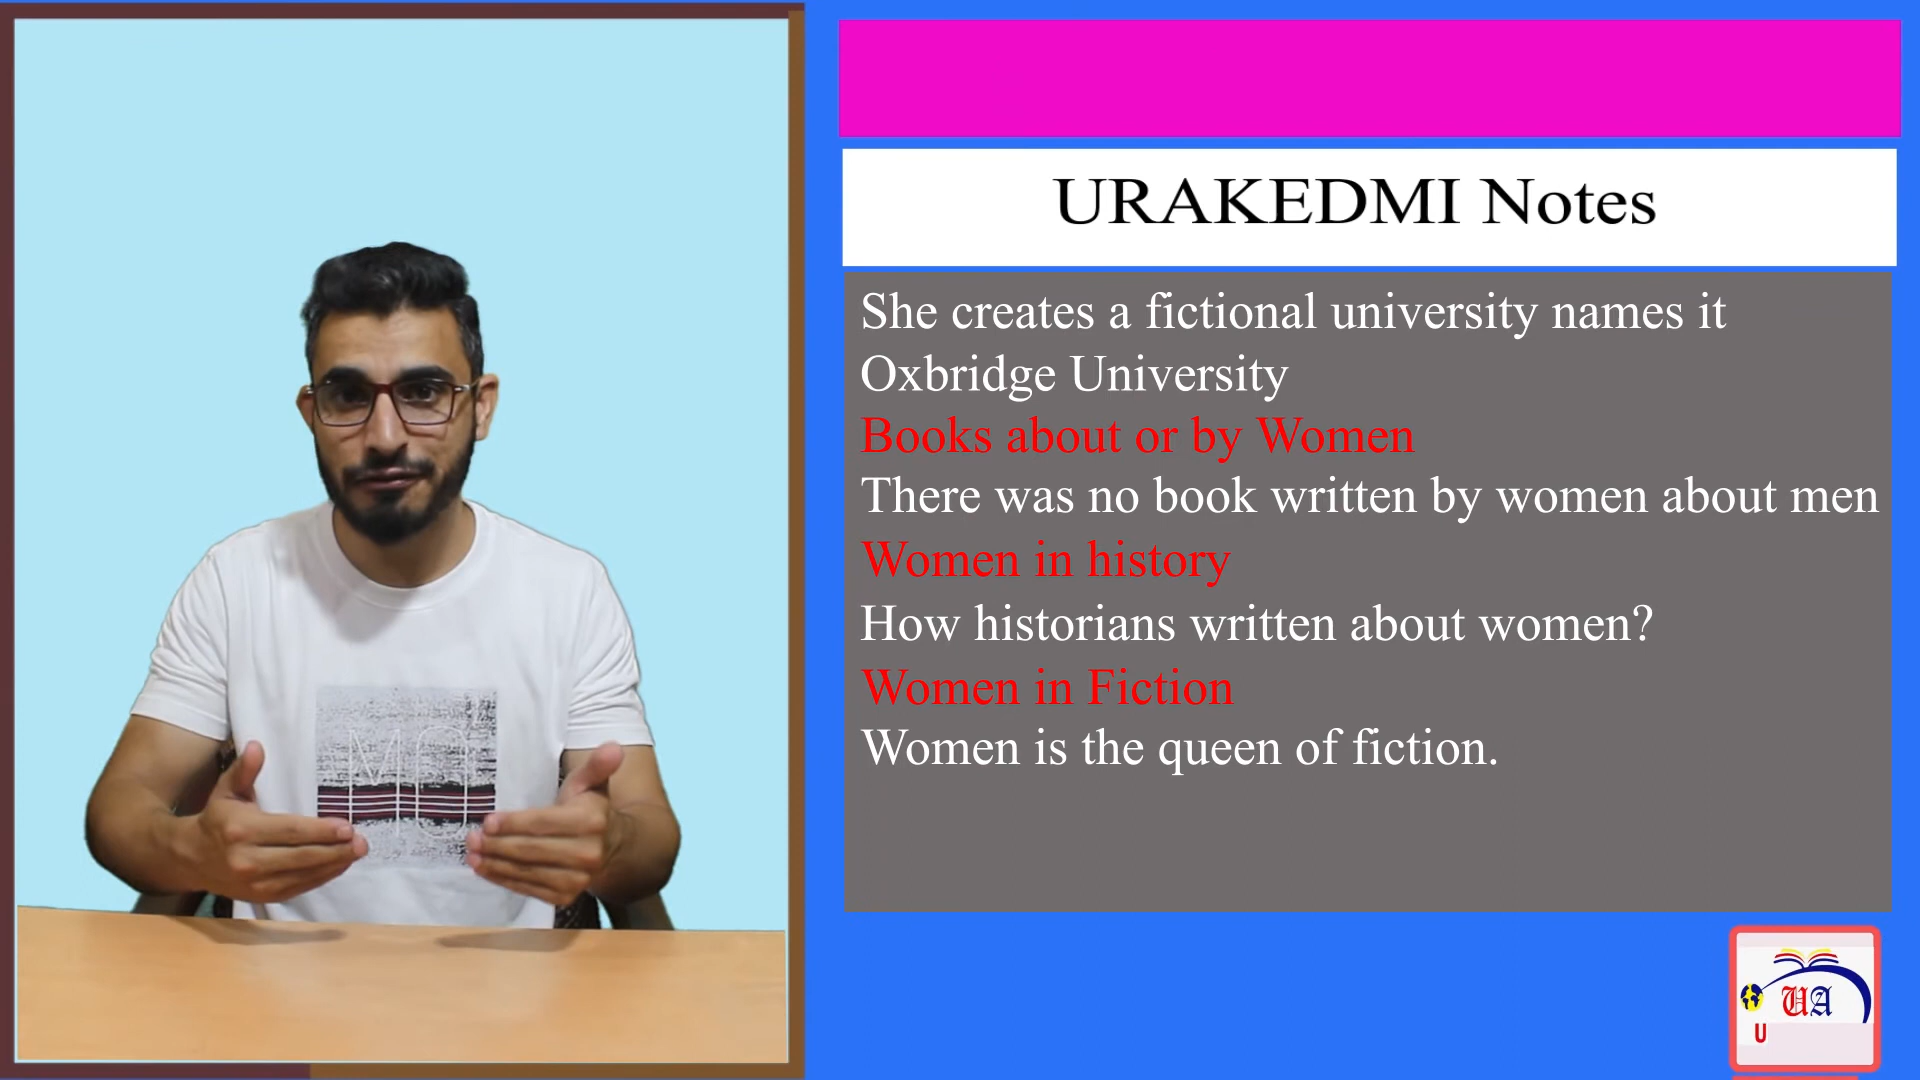 URAKEDMI Notes
She creates a fictional university names it
Oxbridge University
Books about or by Women
There was no book written by women about men
Women in history
How historians written about women?
Women in Fiction
Women is the queen of fiction.
MO
UA
U